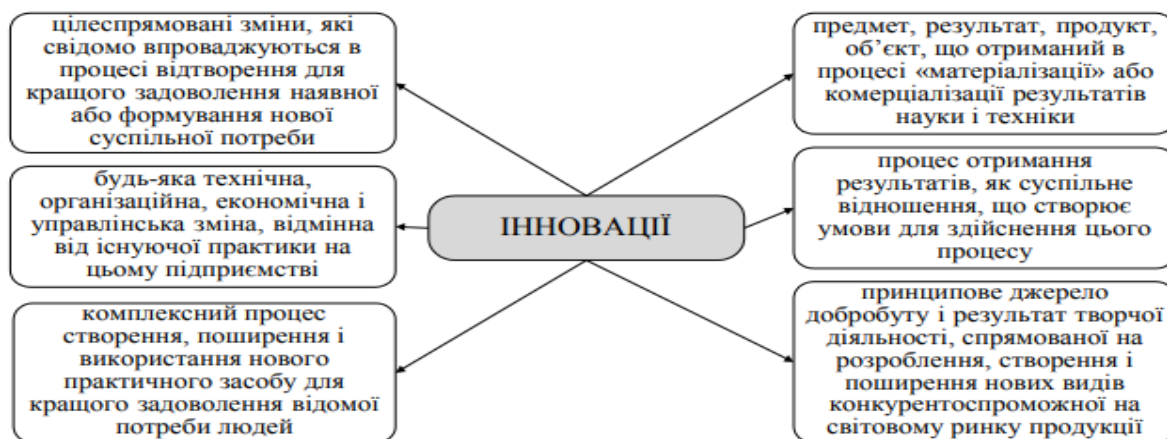 цілеспрямовані зміни, які
свідомо впроваджуються в
процесі відтворення для
кращого задоволення наявної
або формування нової
суспільної потреби
будь-яка технічна,
організаційна, економічна і
управлінська зміна, відмінна
від існуючої практики на
цьому підприємстві
комплексний процес
створення, поширення і
використання нового
практичного засобу для
кращого задоволення відомої
потреби людей
ІННОВАЦІЇ
предмет, результат, продукт,
об’єкт, що отриманий в
процесі «матеріалізації» або
комерціалізації результатів
науки і техніки
процес отримання
результатів, як суспільне
відношення, що створює
умови для здійснення цього
процесу
принципове джерело
добробуту і результат творчої
діяльності, спрямованої на
розроблення, створення і
поширення нових видів
конкурентоспроможної на
світовому ринку продукції